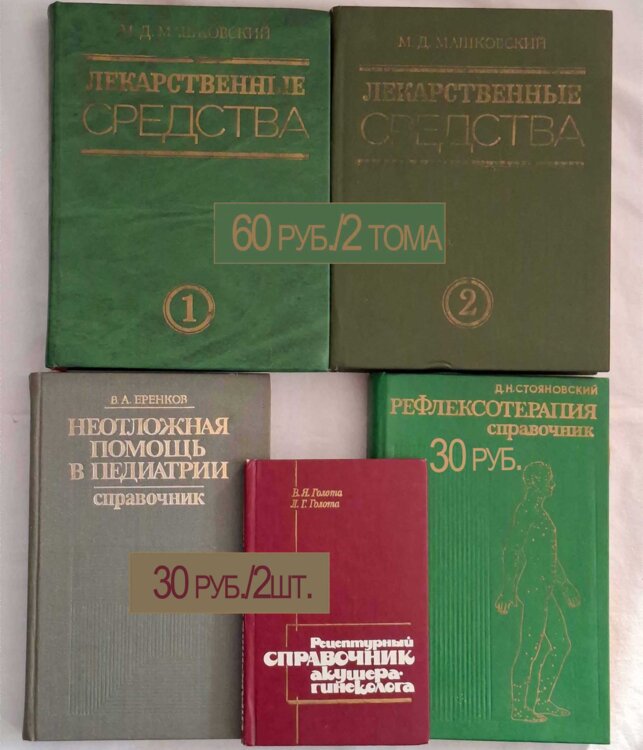 М. Д. МАШКОВСКИЙ
ЛЕКАРСТВЕННЫЕ
СРЕДСТВА
1
М. Д. МАШКОВСКИЙ
ЛЕКАРСТВЕННЫЕ
СРЕДСТВА
2
60 РУБ./2 ТОМА
В. А. ЕРЕНКОВ
НЕОТЛОЖНАЯ
ПОМОЩЬ
В ПЕДИАТРИИ
справочник
30 РУБ./2ШТ.
В. Я. Голота
Л. Г. Голота
Рецептурный
СПРАВОЧНИК
акушера-
гинеколога
Д. Н. СТОЯНОВСКИЙ
РЕФЛЕКСОТЕРАПИЯ
справочник
30 РУБ.